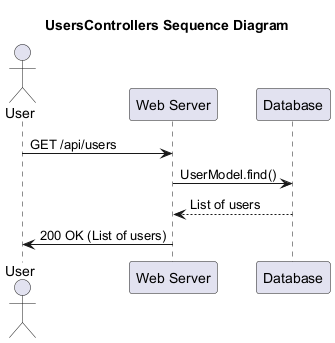 UsersControllers Sequence Diagram
User
Web Server
Database
GET /api/users
UserModel.find()
List of users
200 OK (List of users)
User
Web Server
Database